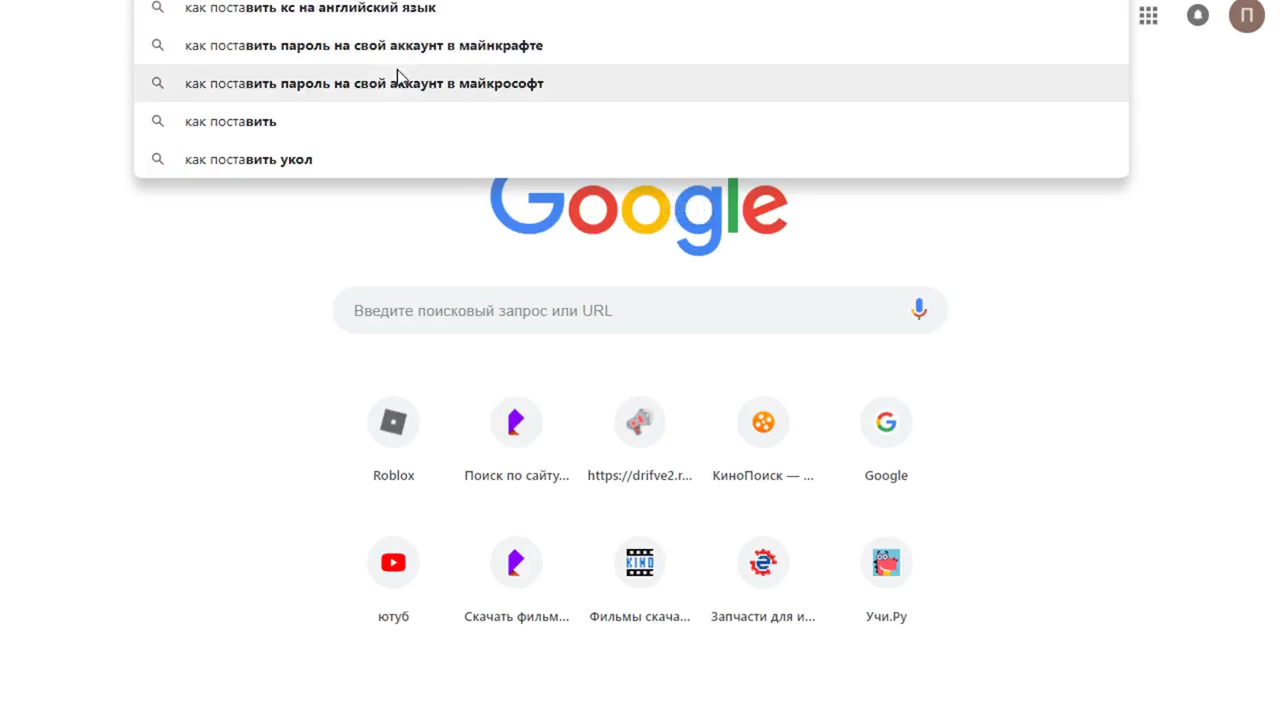 как поставить кс на английский язык
как поставить пароль на свой аккаунт в майнкрафте
как поставить пароль на свой аккаунт в майкрософт
как поставить
как поставить укол
П
Google
Введите поисковый запрос или URL
Roblox
Поиск по сайту...
https://drifve2.r...
КиноПоиск — ...
Google
КИНО
ютуб
Скачать фильм...
Фильмы скача...
Запчасти для и...
Учи.Ру